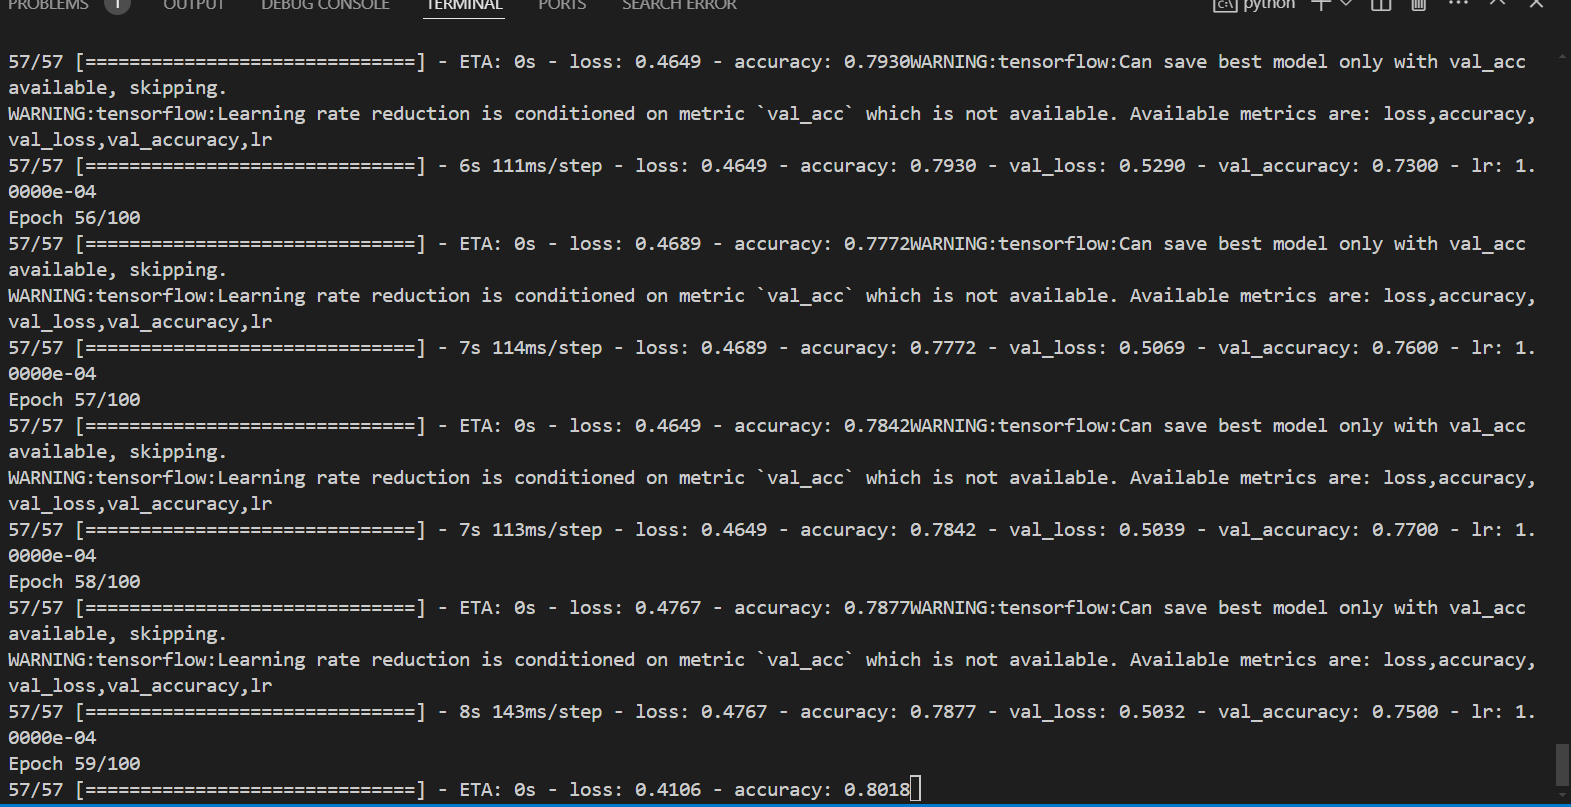 PROBLEMS 1 OUTPUT DEBUG CONSOLE TERMINAL PORTS SEARCH ERROR python
57/57 [==============================] - ETA: 0s - loss: 0.4649 - accuracy: 0.7930WARNING:tensorflow:Can save best model only with val_acc
available, skipping.
WARNING:tensorflow:Learning rate reduction is conditioned on metric `val_acc` which is not available. Available metrics are: loss,accuracy,
val_loss,val_accuracy,lr
57/57 [==============================] - 6s 111ms/step - loss: 0.4649 - accuracy: 0.7930 - val_loss: 0.5290 - val_accuracy: 0.7300 - lr: 1.
0000e-04
Epoch 56/100
57/57 [==============================] - ETA: 0s - loss: 0.4689 - accuracy: 0.7772WARNING:tensorflow:Can save best model only with val_acc
available, skipping.
WARNING:tensorflow:Learning rate reduction is conditioned on metric `val_acc` which is not available. Available metrics are: loss,accuracy,
val_loss,val_accuracy,lr
57/57 [==============================] - 7s 114ms/step - loss: 0.4689 - accuracy: 0.7772 - val_loss: 0.5069 - val_accuracy: 0.7600 - lr: 1.
0000e-04
Epoch 57/100
57/57 [==============================] - ETA: 0s - loss: 0.4649 - accuracy: 0.7842WARNING:tensorflow:Can save best model only with val_acc
available, skipping.
WARNING:tensorflow:Learning rate reduction is conditioned on metric `val_acc` which is not available. Available metrics are: loss,accuracy,
val_loss,val_accuracy,lr
57/57 [==============================] - 7s 113ms/step - loss: 0.4649 - accuracy: 0.7842 - val_loss: 0.5039 - val_accuracy: 0.7700 - lr: 1.
0000e-04
Epoch 58/100
57/57 [==============================] - ETA: 0s - loss: 0.4767 - accuracy: 0.7877WARNING:tensorflow:Can save best model only with val_acc
available, skipping.
WARNING:tensorflow:Learning rate reduction is conditioned on metric `val_acc` which is not available. Available metrics are: loss,accuracy,
val_loss,val_accuracy,lr
57/57 [==============================] - 8s 143ms/step - loss: 0.4767 - accuracy: 0.7877 - val_loss: 0.5032 - val_accuracy: 0.7500 - lr: 1.
0000e-04
Epoch 59/100
57/57 [==============================] - ETA: 0s - loss: 0.4106 - accuracy: 0.8018